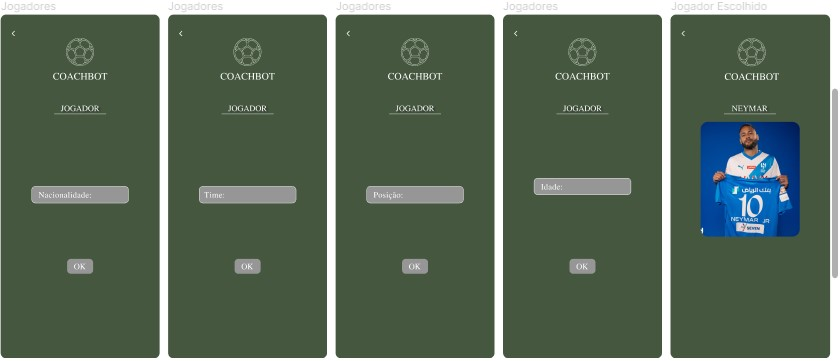 Jogadores
COACHBOT
JOGADOR
Nacionalidade:
OK
Jogadores
COACHBOT
JOGADOR
Time:
OK
Jogadores
COACHBOT
JOGADOR
Posição:
OK
Jogadores
COACHBOT
JOGADOR
Idade:
OK
Jogador Escolhido
COACHBOT
NEYMAR
10
NEYMAR JR